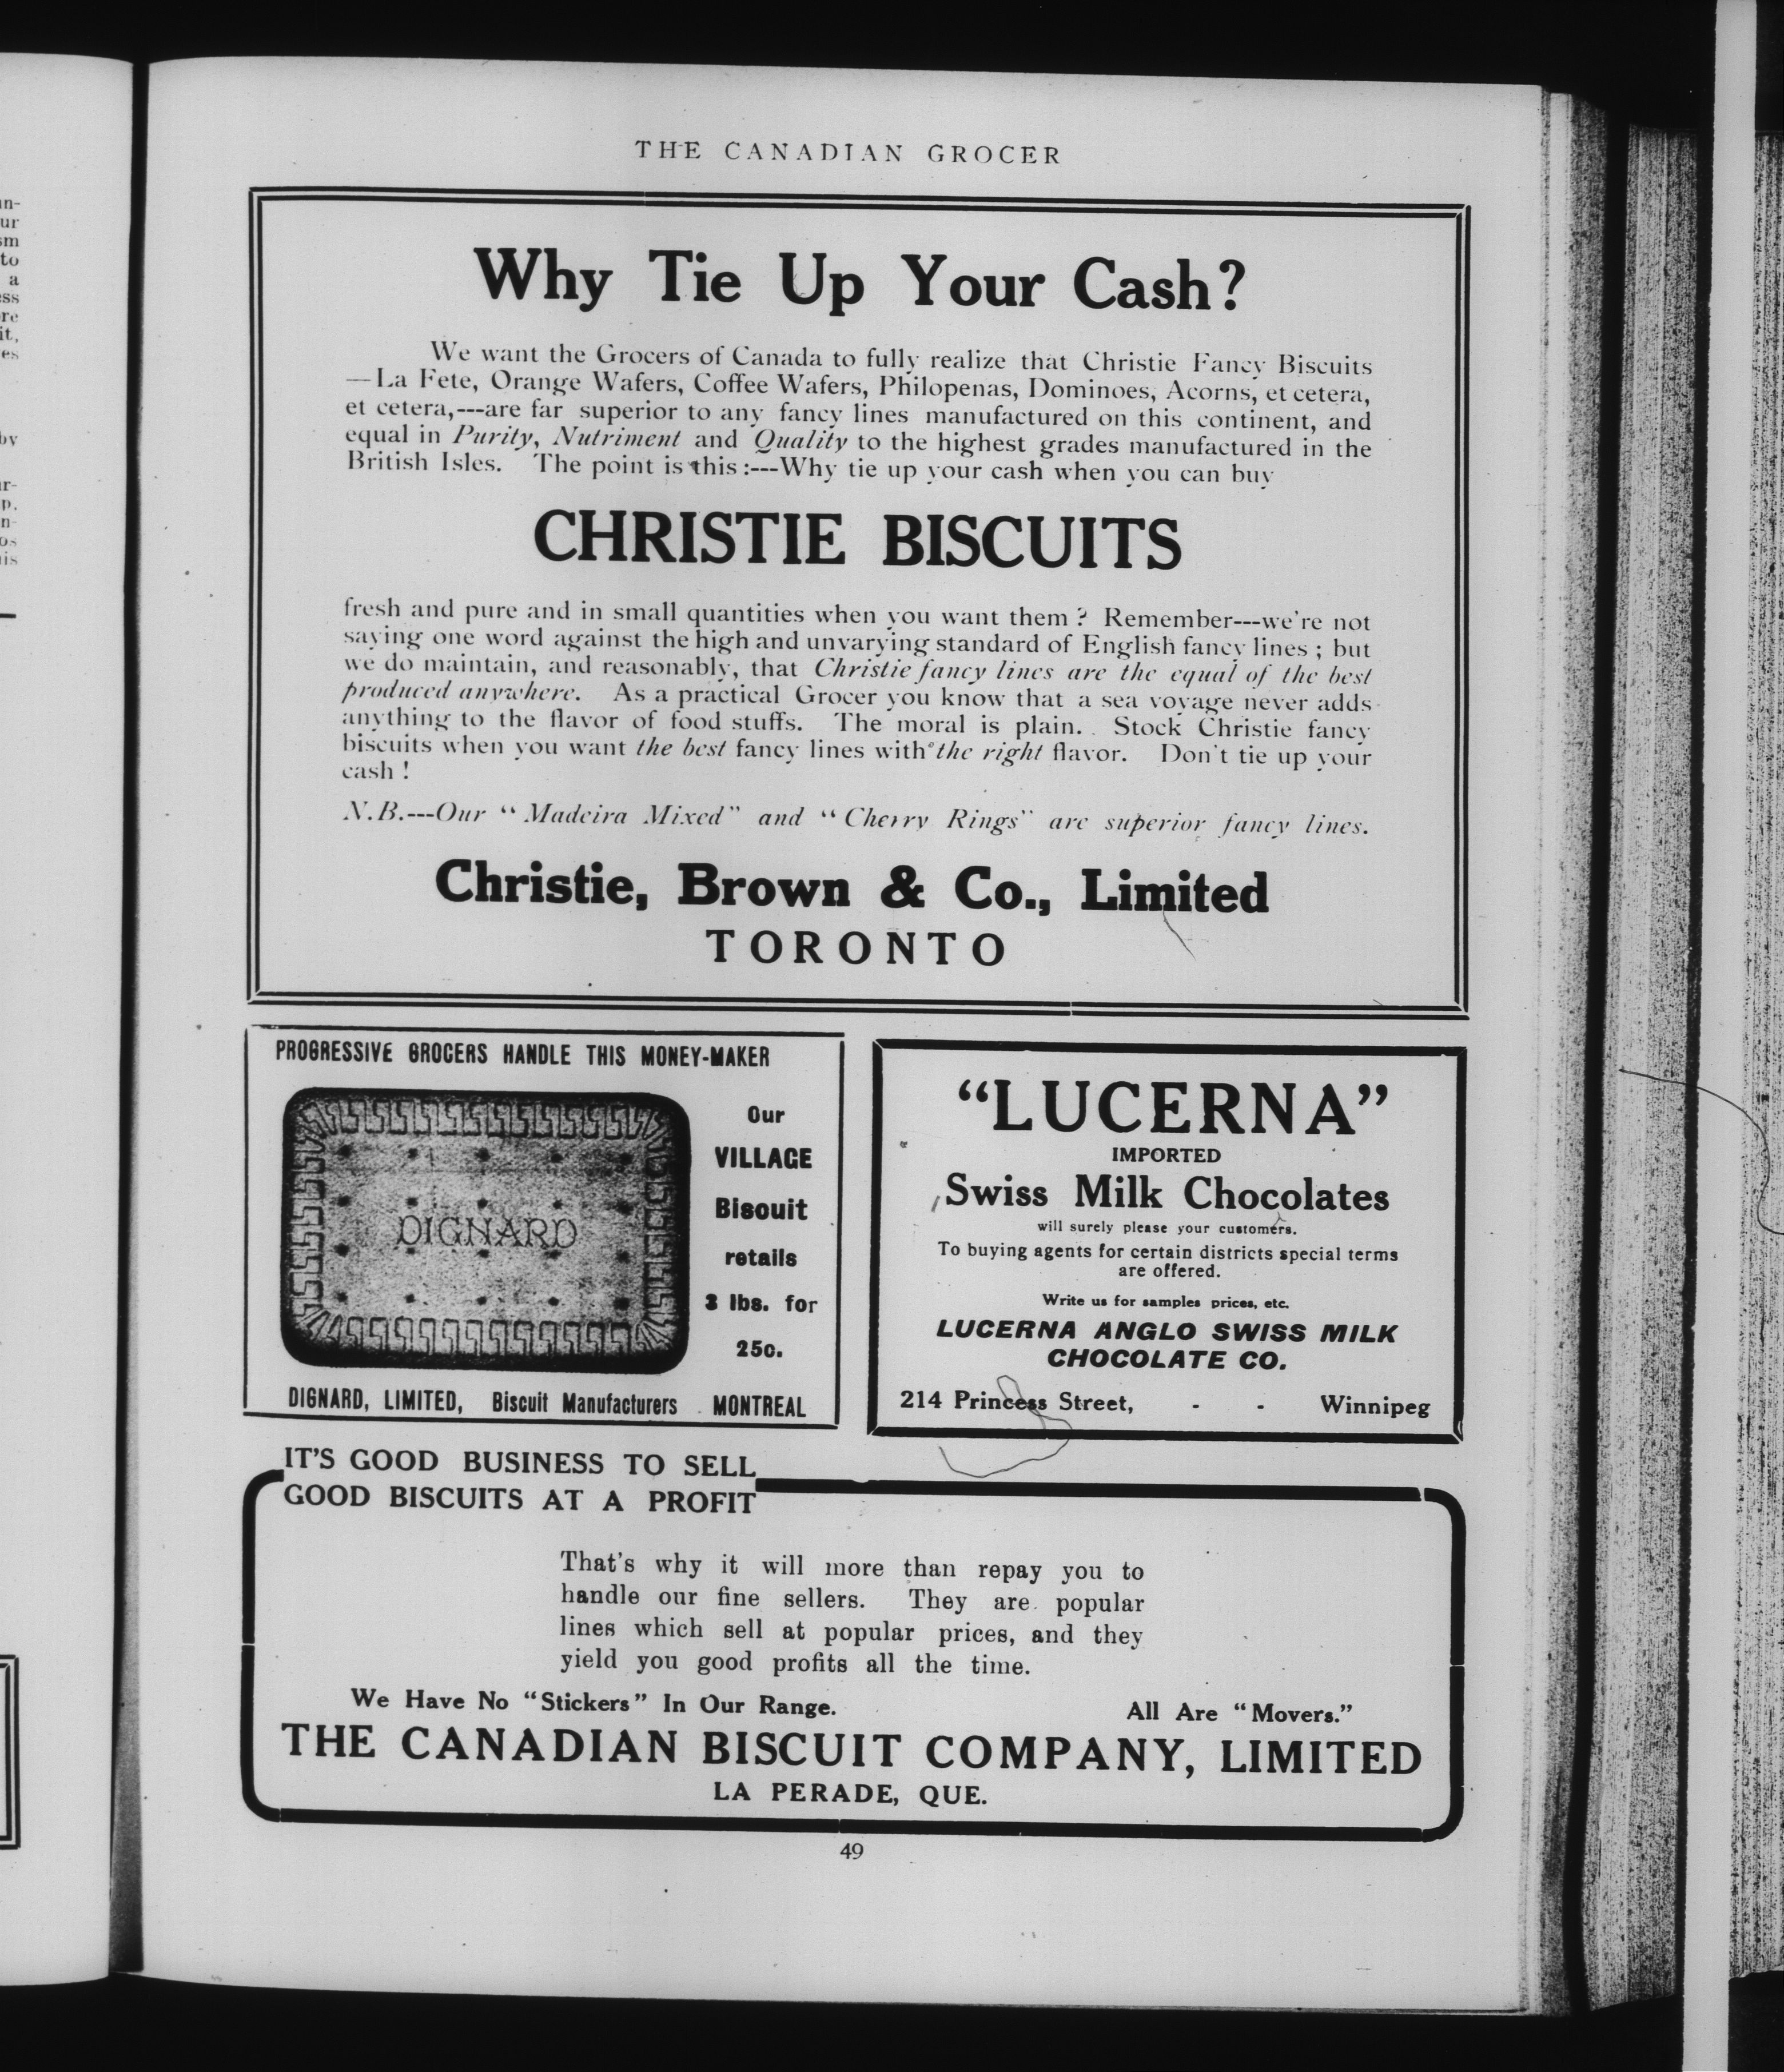 THE CANADIAN GROCER
Why Tie Up Your Cash?
We want the Grocers of Canada to fully realize that Christie Fancy Biscuits
—La Fete, Orange Wafers, Coffee Wafers, Philopenas, Dominoes, Acorns, et cetera,
et cetera,---are far superior to any fancy lines manufactured on this continent, and
equal in Purity, Nutriment and Quality to the highest grades manufactured in the
British Isles. The point is this:---Why tie up your cash when you can buy
CHRISTIE BISCUITS
fresh and pure and in small quantities when you want them? Remember---we're not
saying one word against the high and unvarying standard of English fancy lines; but
we do maintain, and reasonably, that Christie fancy lines are the equal of the best
produced anywhere. As a practical Grocer you know that a sea voyage never adds
anything to the flavor of food stuffs. The moral is plain. Stock Christie fancy
biscuits when you want the best fancy lines with the right flavor. Don't tie up your
cash!
N.B.---Our "Madeira Mixed" and "Cherry Rings" are superior fancy lines.
Christie, Brown & Co., Limited
TORONTO
PROGRESSIVE GROCERS HANDLE THIS MONEY-MAKER
DIGNARD
Our
VILLAGE
Biscuit
retails
3 lbs. for
25c.
DIGNARD, LIMITED, Biscuit Manufacturers MONTREAL
"LUCERNA"
IMPORTED
Swiss Milk Chocolates
will surely please your customers.
To buying agents for certain districts special terms
are offered.
Write us for samples prices, etc.
LUCERNA ANGLO SWISS MILK
CHOCOLATE CO.
214 Princess Street, - - Winnipeg
IT'S GOOD BUSINESS TO SELL
GOOD BISCUITS AT A PROFIT
That's why it will more than repay you to
handle our fine sellers. They are popular
lines which sell at popular prices, and they
yield you good profits all the time.
We Have No "Stickers" In Our Range. All Are "Movers."
THE CANADIAN BISCUIT COMPANY, LIMITED
LA PERADE, QUE.
49